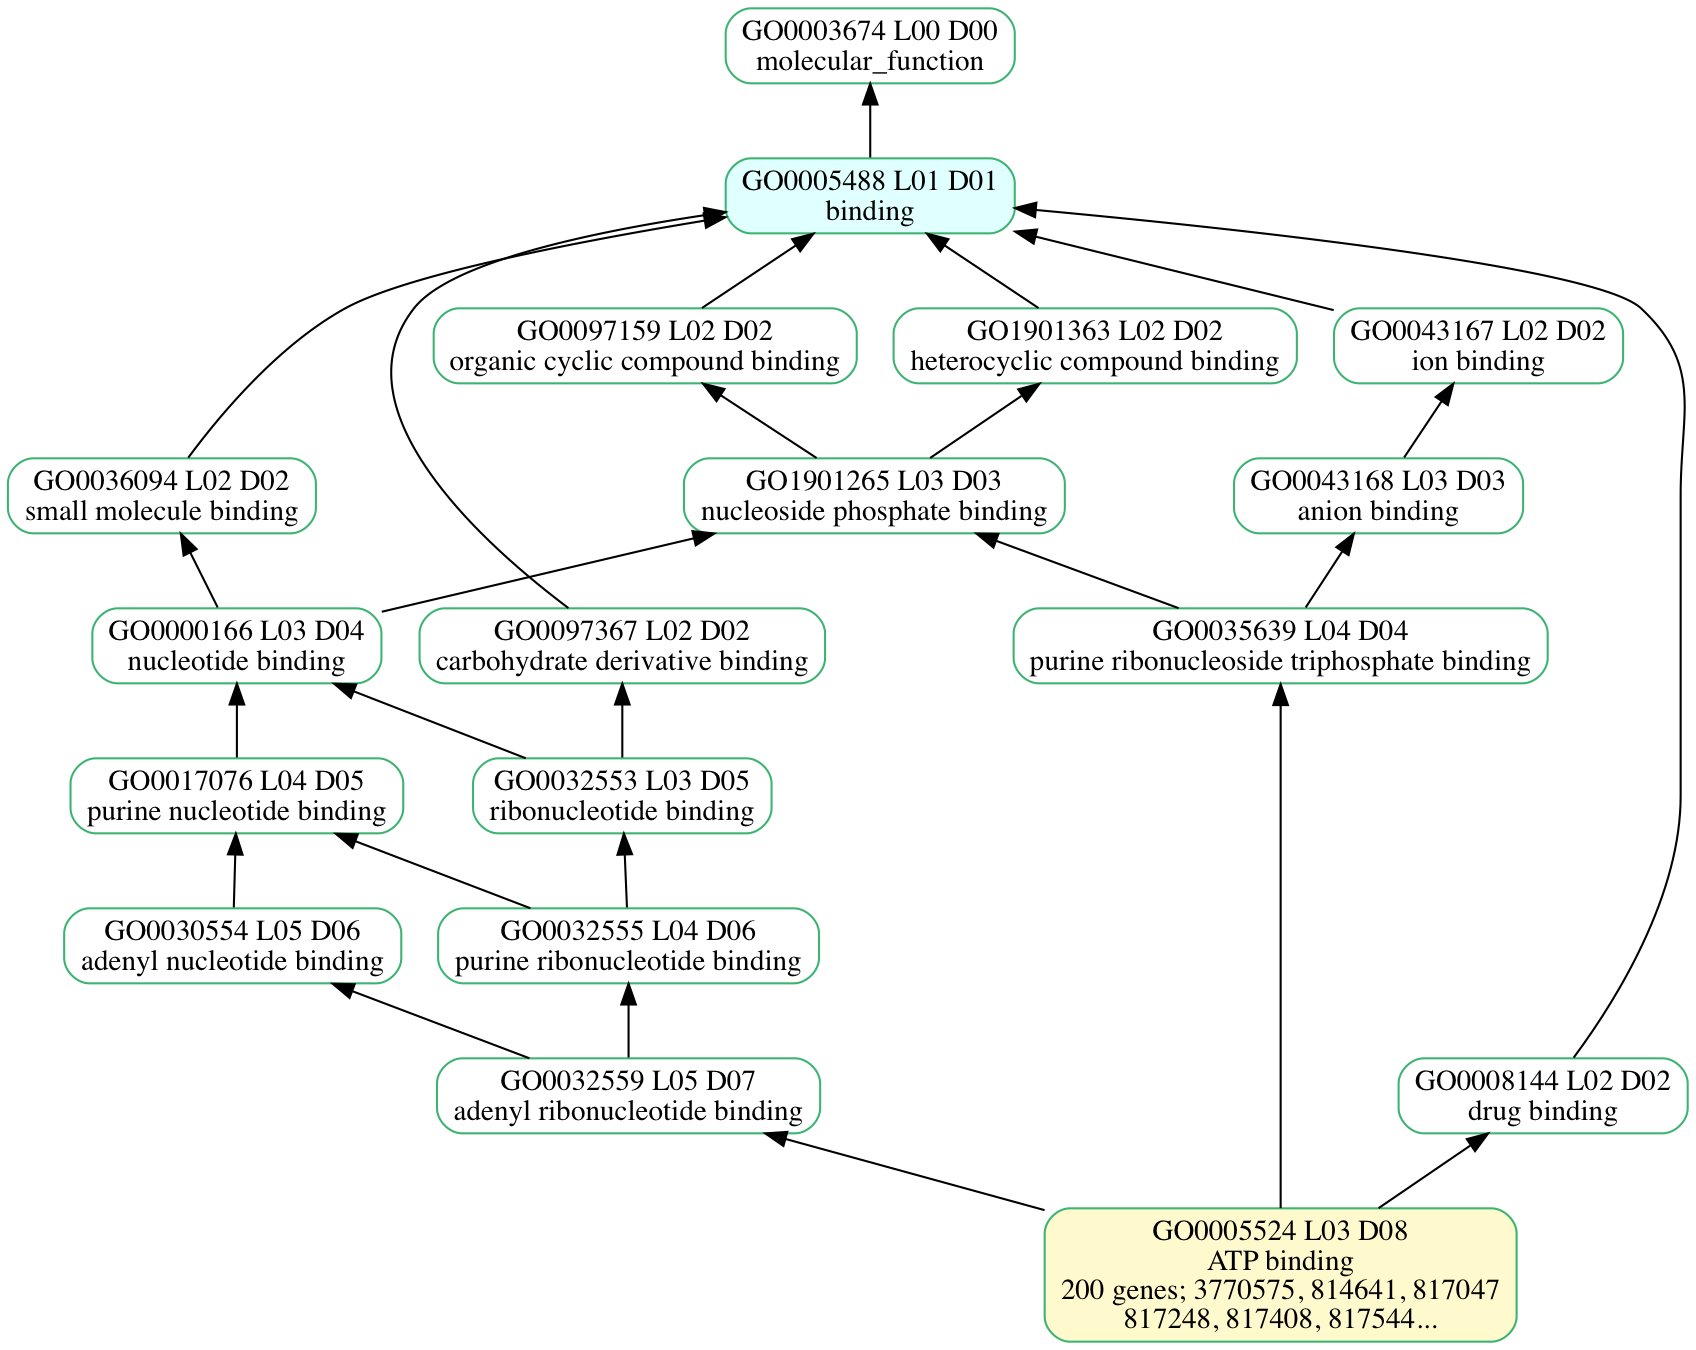 GO0003674 L00 D00
molecular_function
GO0005488 L01 D01
binding
GO0097159 L02 D02
organic cyclic compound binding
GO1901363 L02 D02
heterocyclic compound binding
GO0043167 L02 D02
ion binding
GO0036094 L02 D02
small molecule binding
GO1901265 L03 D03
nucleoside phosphate binding
GO0043168 L03 D03
anion binding
GO0000166 L03 D04
nucleotide binding
GO0097367 L02 D02
carbohydrate derivative binding
GO0035639 L04 D04
purine ribonucleoside triphosphate binding
GO0017076 L04 D05
purine nucleotide binding
GO0032553 L03 D05
ribonucleotide binding
GO0030554 L05 D06
adenyl nucleotide binding
GO0032555 L04 D06
purine ribonucleotide binding
GO0032559 L05 D07
adenyl ribonucleotide binding
GO0008144 L02 D02
drug binding
GO0005524 L03 D08
ATP binding
200 genes; 3770575, 814641, 817047
817248, 817408, 817544...